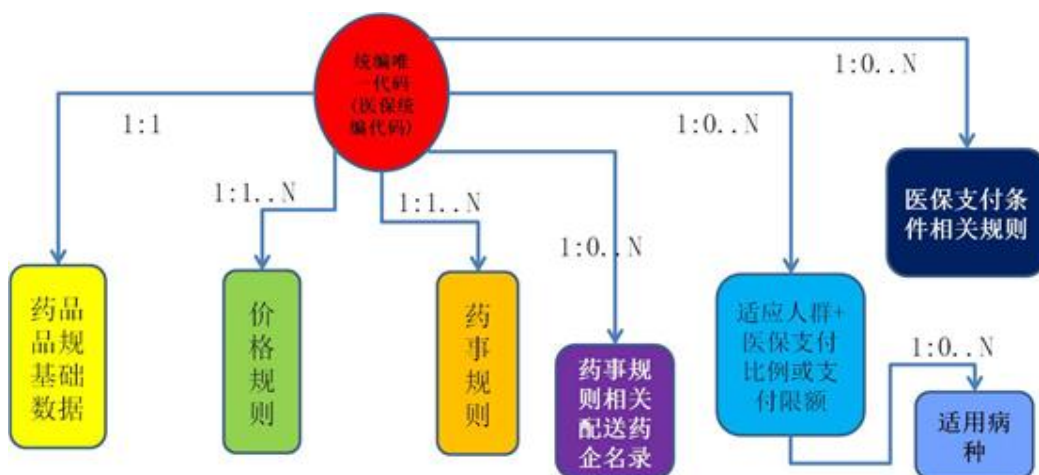 统编唯
一代码
(医保统
编代码)
1:0..N
1:1
1:0..N
1:1..N
1:1..N
1:0..N
医保支付条
件相关规则
药品
品规
基础
数据
价
格
规
则
药
事
规
则
药事规
则相关
配送药
企名录
适应人群+
医保支付
比例或支
付限额
1:0..N
适用病
种